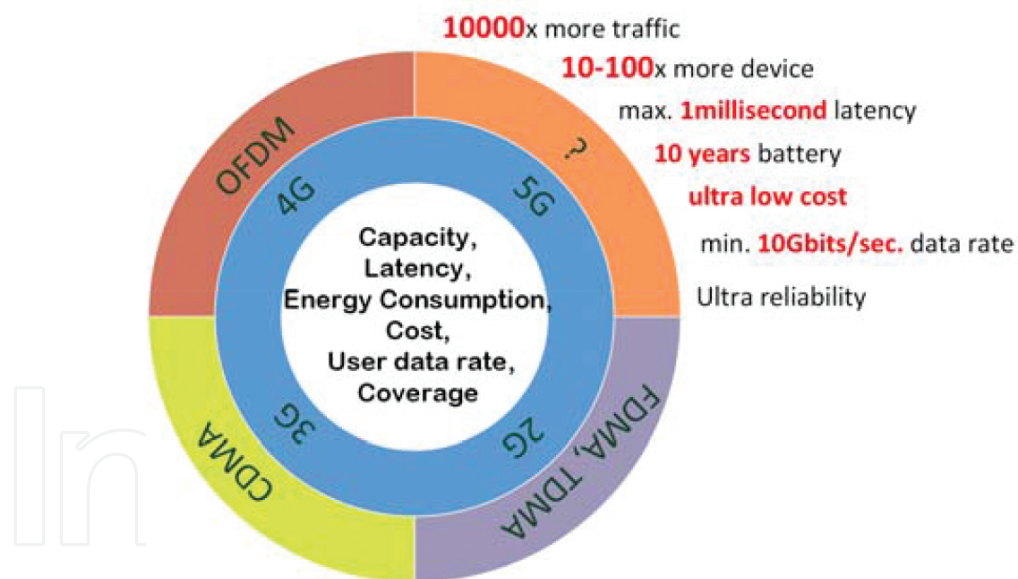 10000x more traffic
10-100x more device
max. 1millisecond latency
10 years battery
ultra low cost
min. 10Gbits/sec. data rate
Ultra reliability
OFDM
?
4G
5G
Capacity,
Latency,
Energy Consumption,
Cost,
User data rate,
Coverage
3G
2G
CDMA
FDMA, TDMA
In